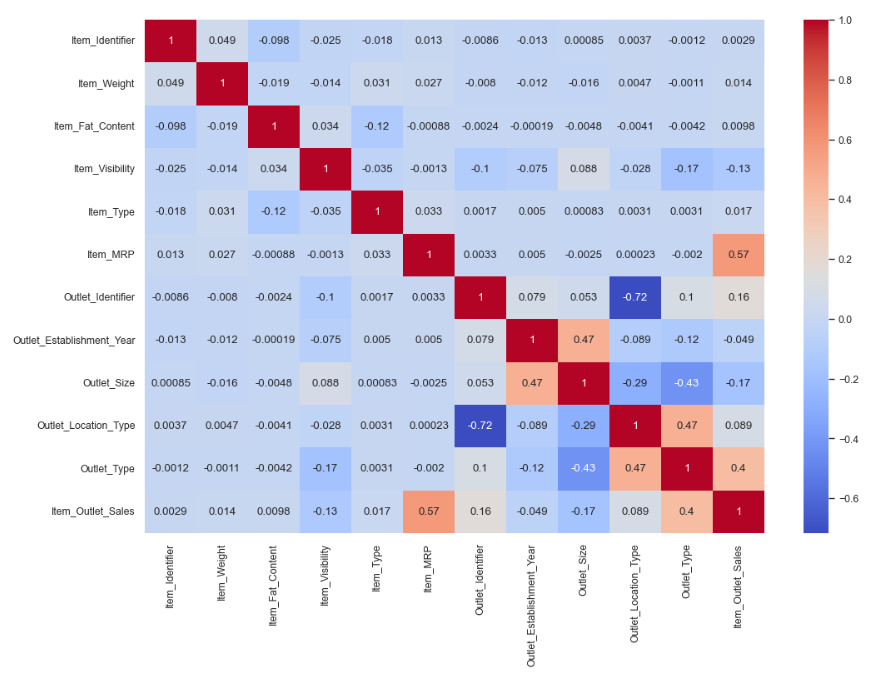 1.0
Item_Identifier 1 0.049 -0.098 -0.025 -0.018 0.013 -0.0086 -0.013 0.00085 0.0037 -0.0012 0.0029
0.8
Item_Weight 0.049 1 -0.019 -0.014 0.031 0.027 -0.008 -0.012 -0.016 0.0047 -0.0011 0.014
Item_Fat_Content -0.098 -0.019 1 0.034 -0.12 -0.00088 -0.0024 -0.00019 -0.0048 -0.0041 -0.0042 0.0098
0.6
Item_Visibility -0.025 -0.014 0.034 1 -0.035 -0.0013 -0.1 -0.075 0.088 -0.028 -0.17 -0.13
0.4
Item_Type -0.018 0.031 -0.12 -0.035 1 0.033 0.0017 0.005 0.00083 0.0031 0.0031 0.017
Item_MRP 0.013 0.027 -0.00088 -0.0013 0.033 1 0.0033 0.005 -0.0025 0.00023 -0.002 0.57
0.2
Outlet_Identifier -0.0086 -0.008 -0.0024 -0.1 0.0017 0.0033 1 0.079 0.053 -0.72 0.1 0.16
0.0
Outlet_Establishment_Year -0.013 -0.012 -0.00019 -0.075 0.005 0.005 0.079 1 0.47 -0.089 -0.12 -0.049
Outlet_Size 0.00085 -0.016 -0.0048 0.088 0.00083 -0.0025 0.053 0.47 1 -0.29 -0.43 -0.17
−0.2
Outlet_Location_Type 0.0037 0.0047 -0.0041 -0.028 0.0031 0.00023 -0.72 -0.089 -0.29 1 0.47 0.089
−0.4
Outlet_Type -0.0012 -0.0011 -0.0042 -0.17 0.0031 -0.002 0.1 -0.12 -0.43 0.47 1 0.4
−0.6
Item_Outlet_Sales 0.0029 0.014 0.0098 -0.13 0.017 0.57 0.16 -0.049 -0.17 0.089 0.4 1
Item_Identifier
Item_Weight
Item_Fat_Content
Item_Visibility
Item_Type
Item_MRP
Outlet_Identifier
Outlet_Establishment_Year
Outlet_Size
Outlet_Location_Type
Outlet_Type
Item_Outlet_Sales